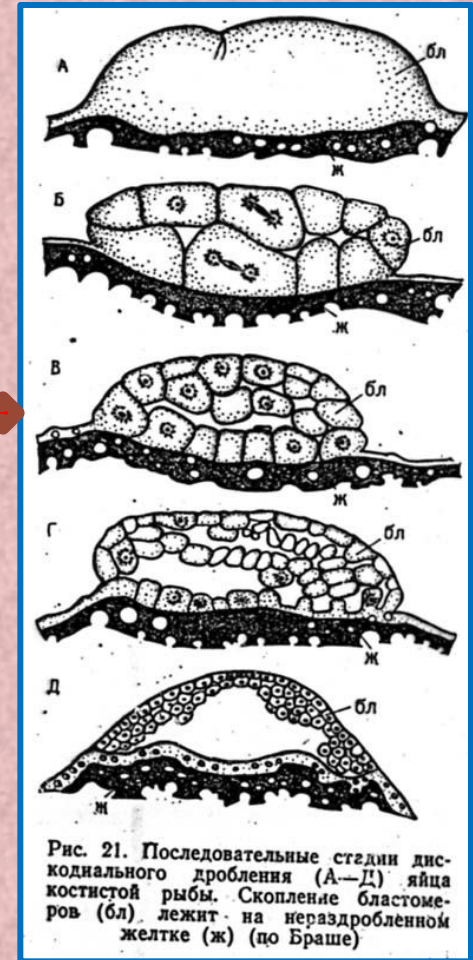 А
бл
ж
Б
бл
ж
В
бл
ж
Г
бл
ж
Д
бл
ж
Рис. 21. Последовательные стадии дис-
кодиального дробления (А—Д) яйца
костистой рыбы. Скопление бластоме-
ров (бл) лежит на нераздробленном
желтке (ж) (по Браше)